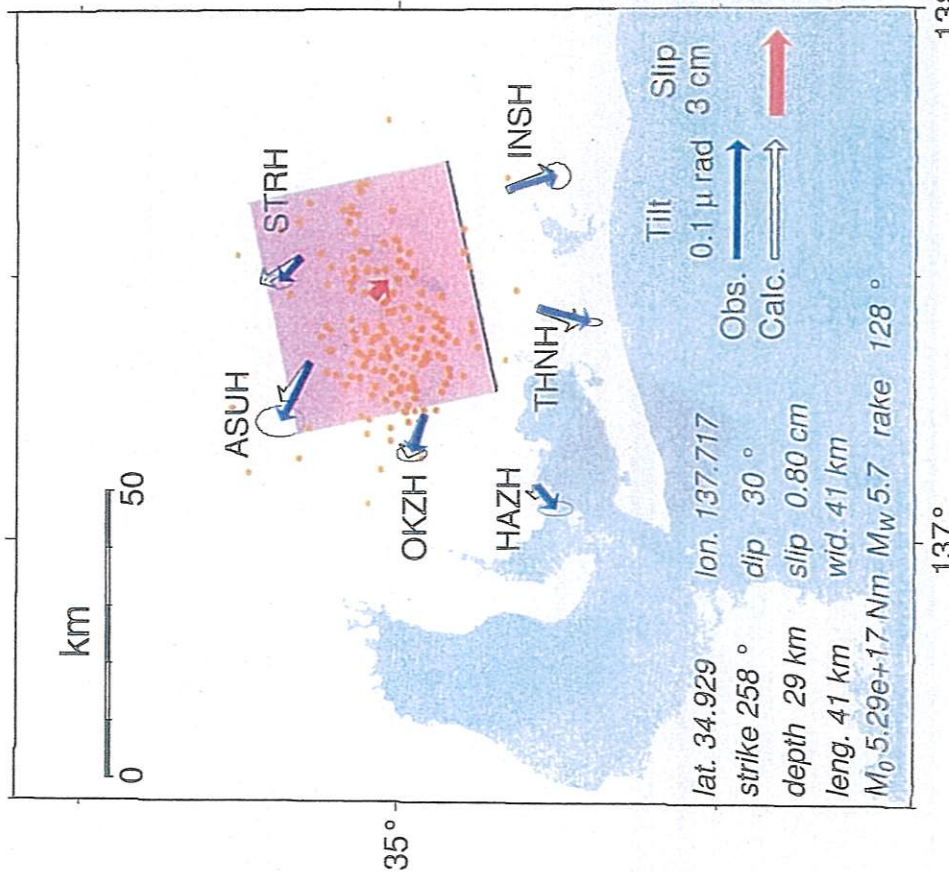 km
0 50
STRH
ASUH
OKZH
INSH
THNH
HAZH
35°
Tilt Slip
0.1 μ rad 3 cm
Obs.
Calc.
lat. 34.929 lon. 137.717
strike 258 ° dip 30 °
depth 29 km slip 0.80 cm
leng. 41 km wid. 41 km
M0 5.29e+17 Nm Mw 5.7 rake 128 °
137°